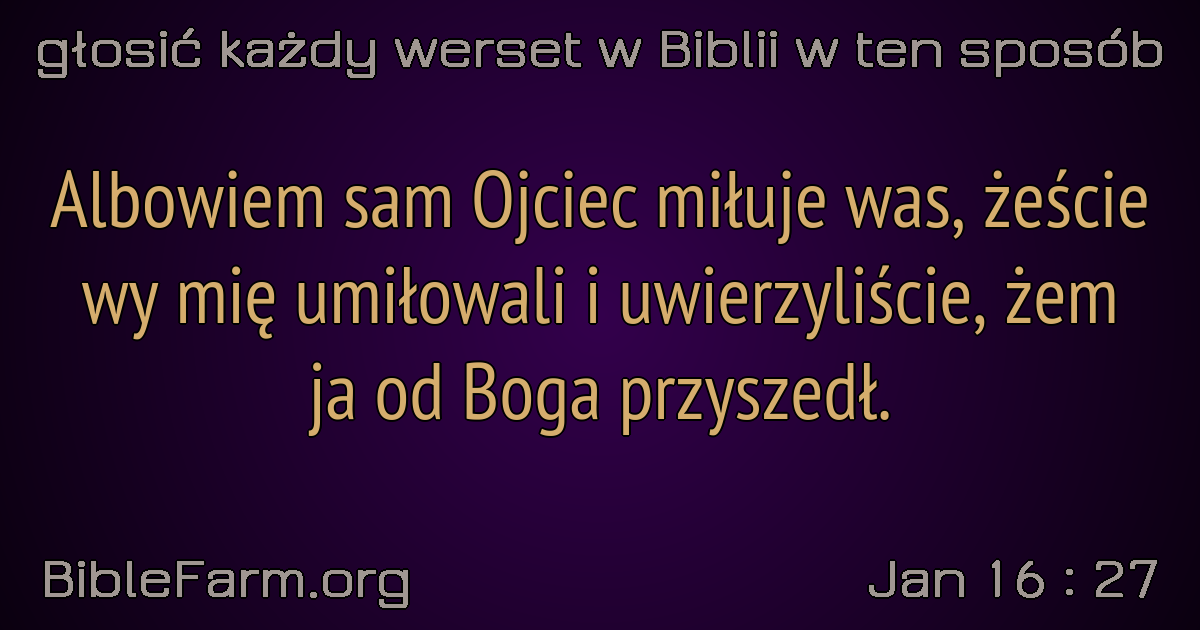 głosić każdy werset w Biblii w ten sposób
Albowiem sam Ojciec miłuje was, żeście
wy mię umiłowali i uwierzyliście, żem
ja od Boga przyszedł.
BibleFarm.org
Jan 16 : 27